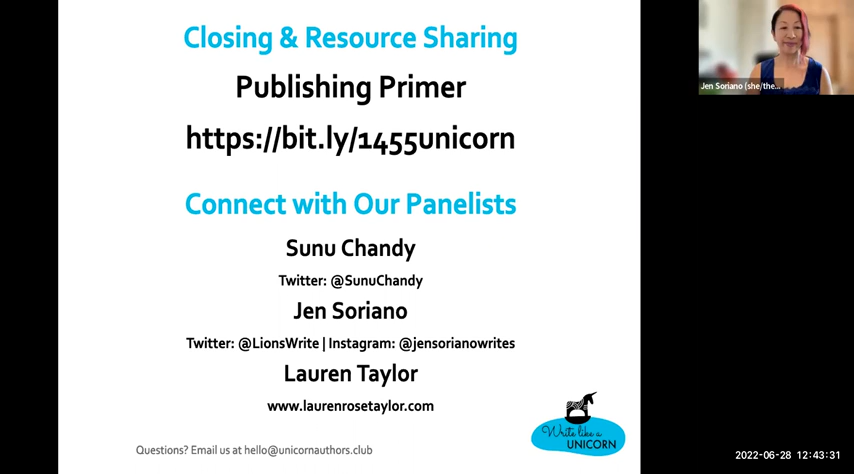 Closing & Resource Sharing
Publishing Primer
https://bit.ly/1455unicorn
Connect with Our Panelists
Sunu Chandy
Twitter: @SunuChandy
Jen Soriano
Twitter: @LionsWrite | Instagram: @jensorianowrites
Lauren Taylor
www.laurenrosetaylor.com
Questions? Email us at hello@unicornauthors.club
Write like a
UNICORN
Jen Soriano (she/the...
2022-06-28 12:43:31